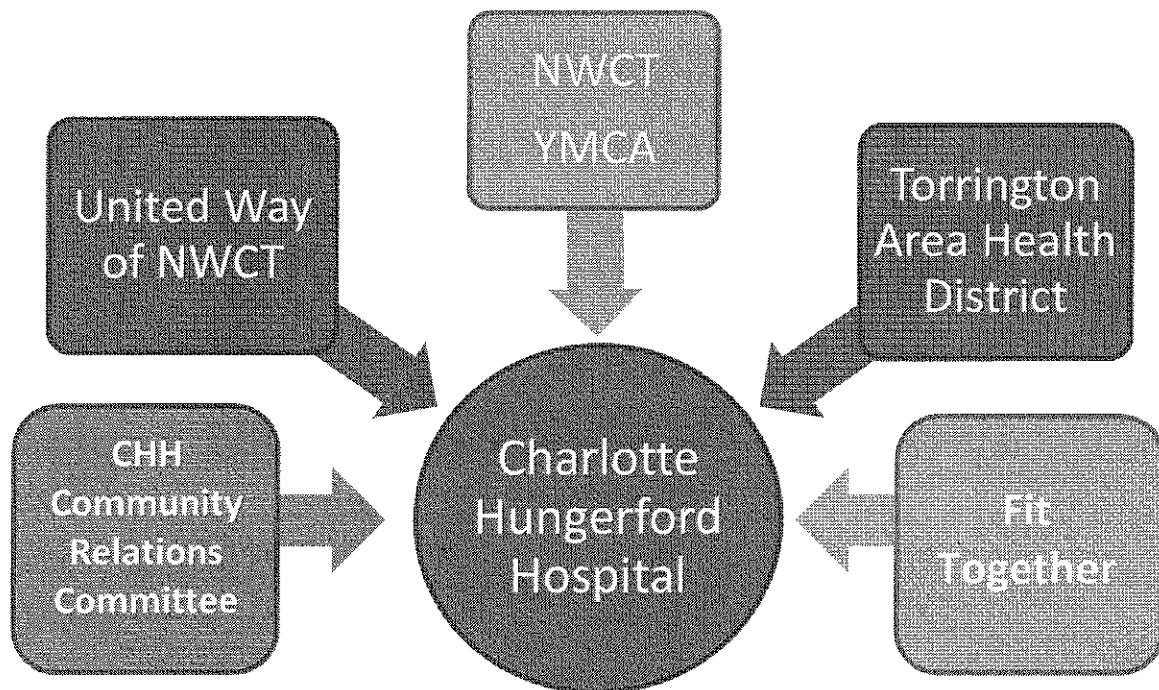 NWCT
YMCA
United Way
of NWCT
Torrington
Area Health
District
CHH
Community
Relations
Committee
Charlotte
Hungerford
Hospital
Fit
Together